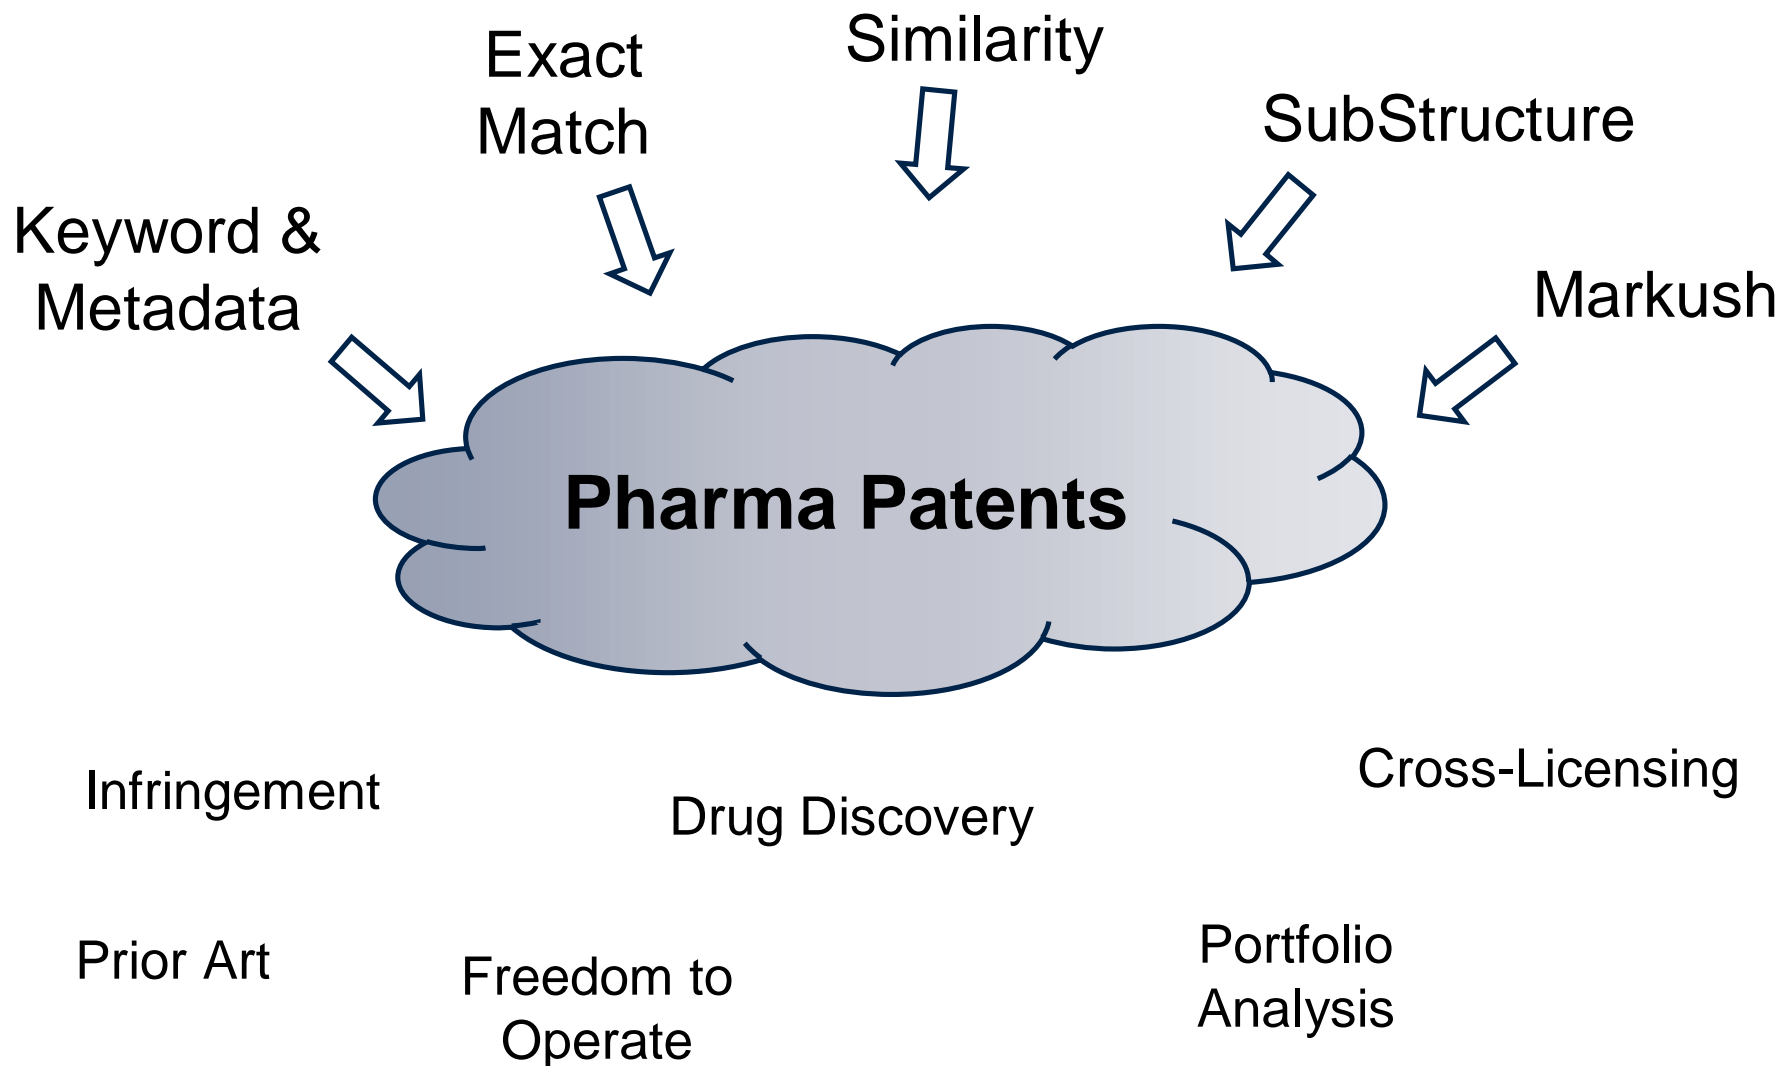 Exact
Match
Similarity
SubStructure
Keyword &
Metadata
Markush
Pharma Patents
Infringement
Drug Discovery
Cross-Licensing
Prior Art
Freedom to
Operate
Portfolio
Analysis